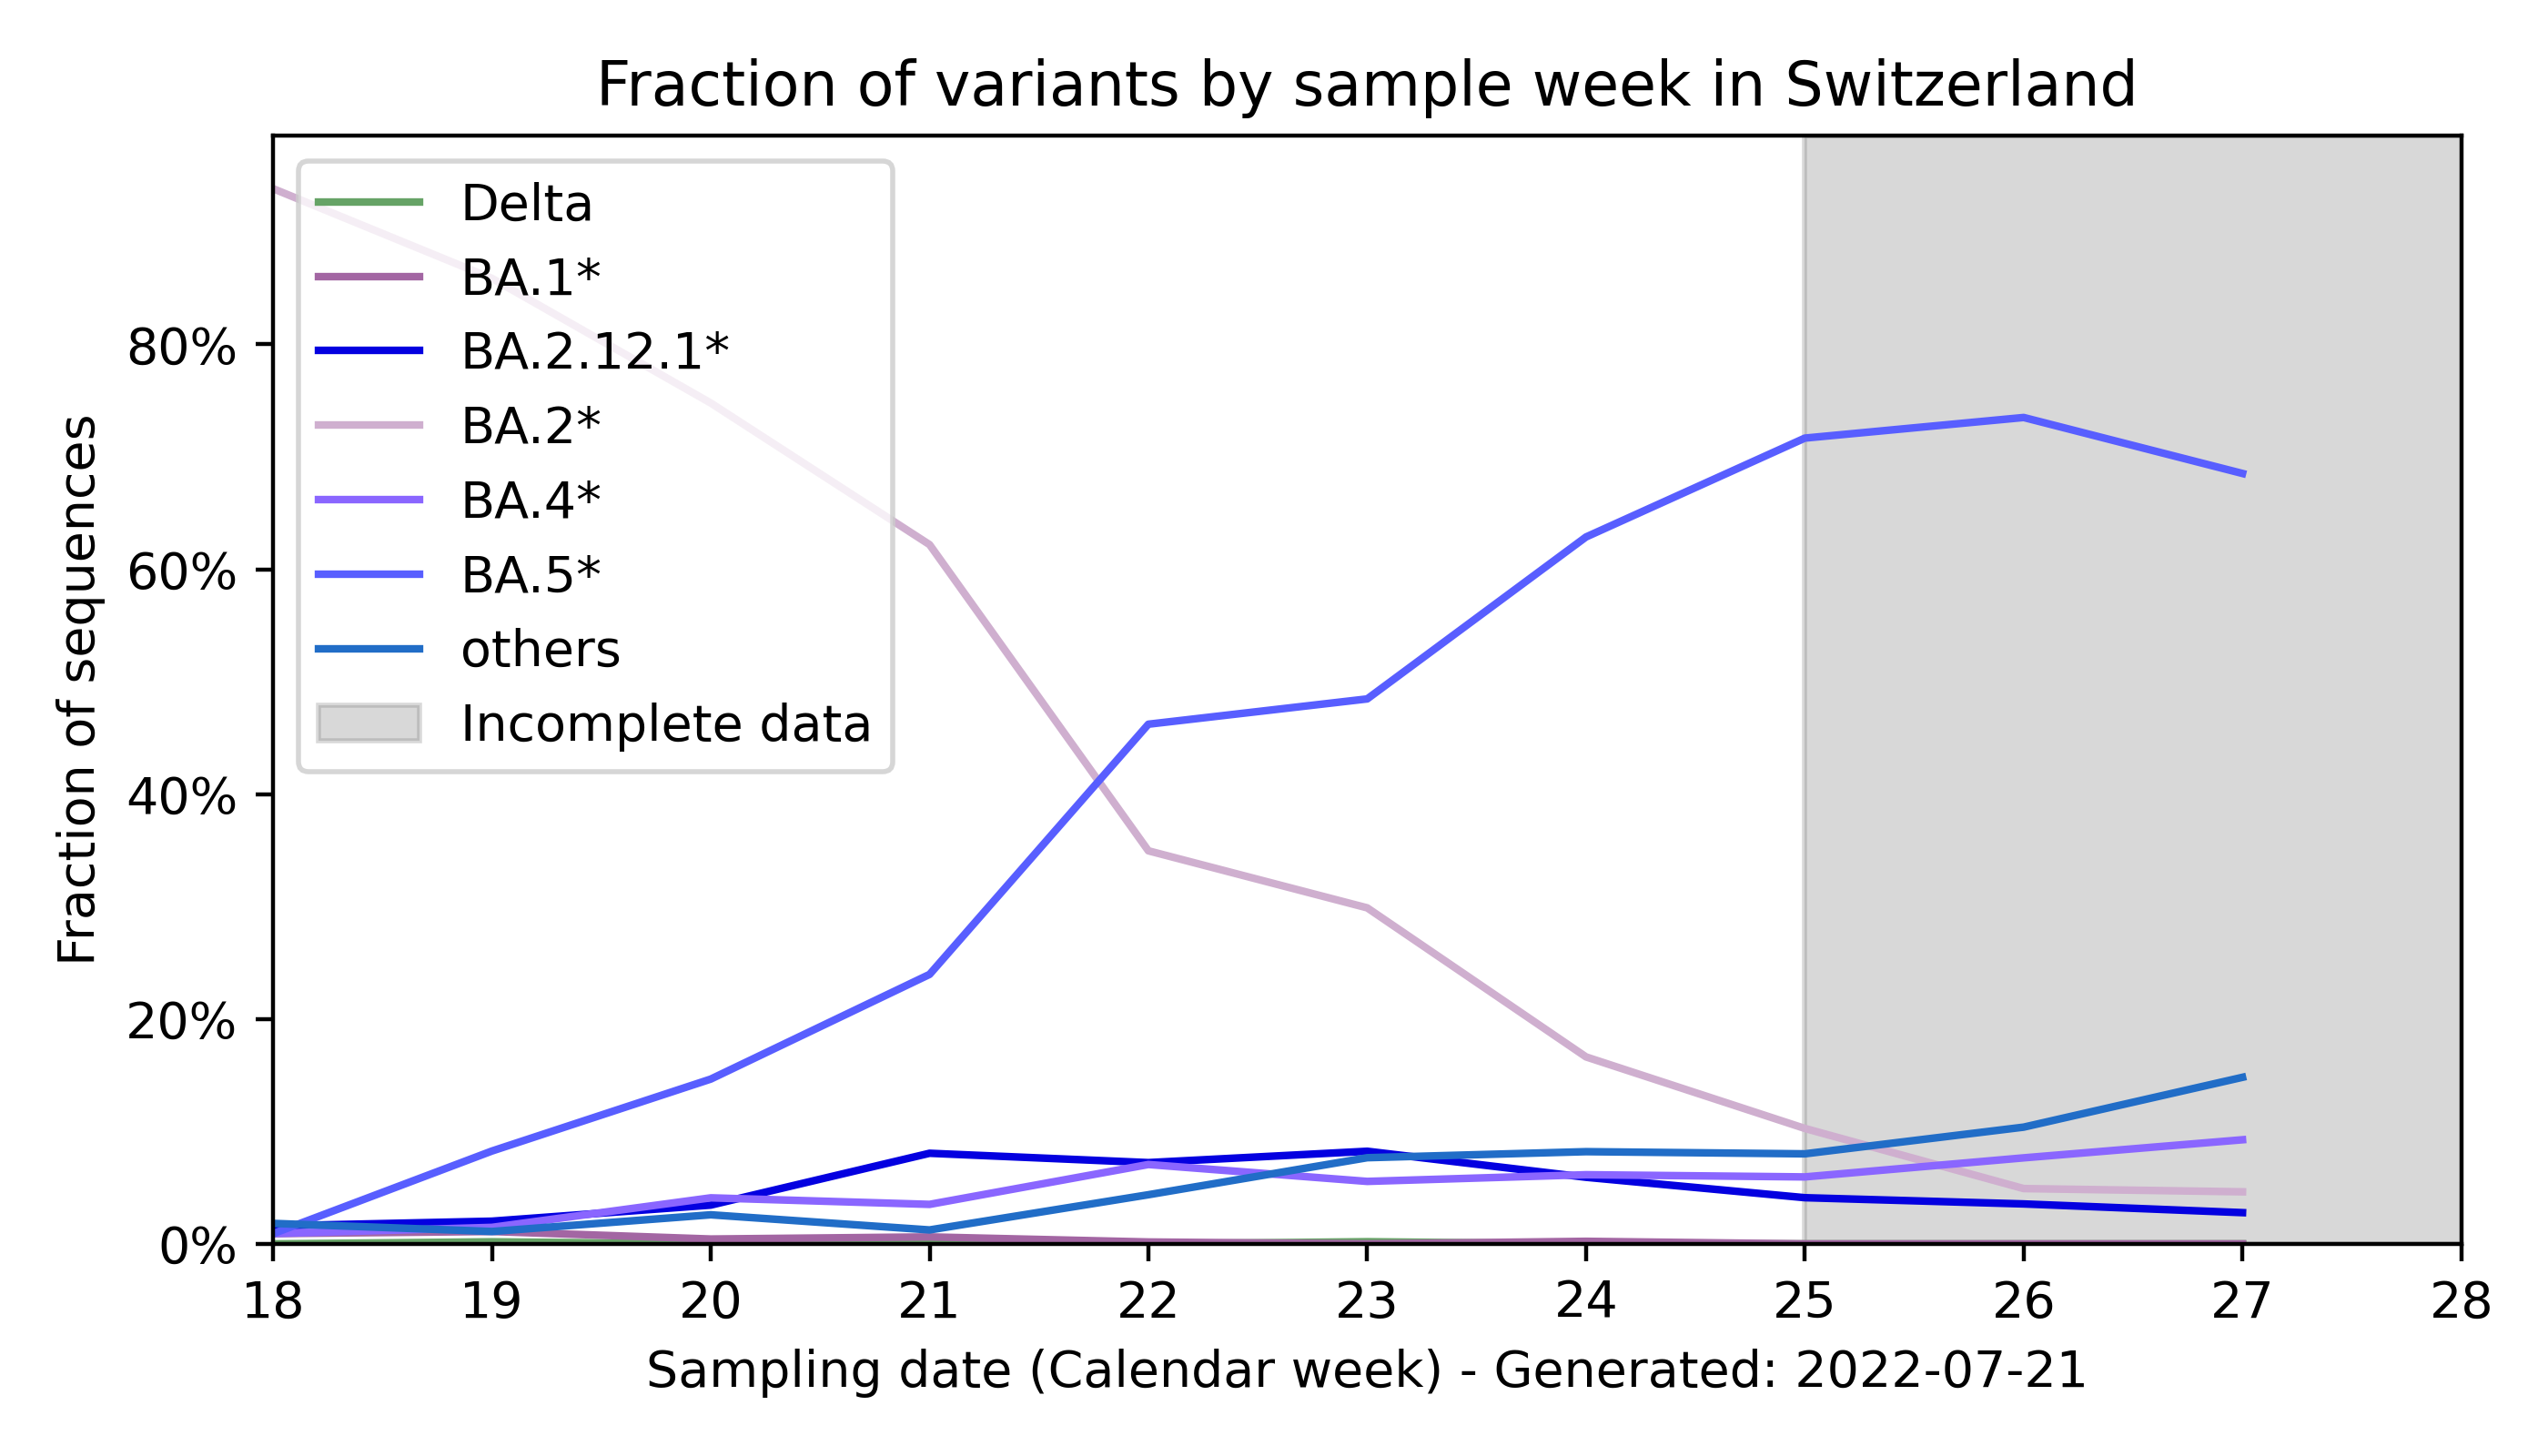 Fraction of variants by sample week in Switzerland
Delta
BA.1*
BA.2.12.1*
BA.2*
BA.4*
BA.5*
others
Incomplete data
80%
60%
40%
20%
0%
Fraction of sequences
18 19 20 21 22 23 24 25 26 27 28
Sampling date (Calendar week) - Generated: 2022-07-21